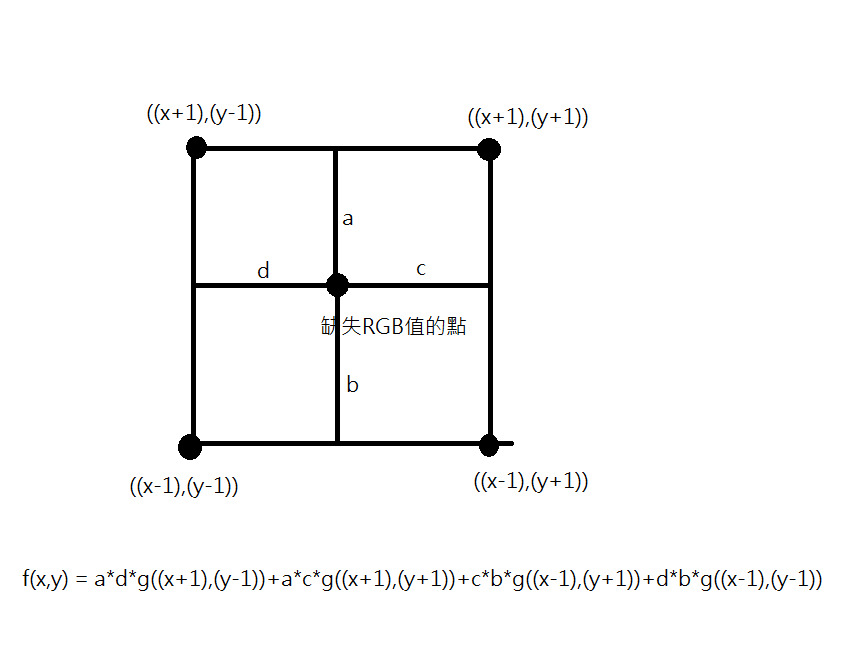 ((x+1),(y-1))
((x+1),(y+1))
a
d
c
缺失RGB值的點
b
((x-1),(y-1))
((x-1),(y+1))
f(x,y) = a*d*g((x+1),(y-1))+a*c*g((x+1),(y+1))+c*b*g((x-1),(y+1))+d*b*g((x-1),(y-1))